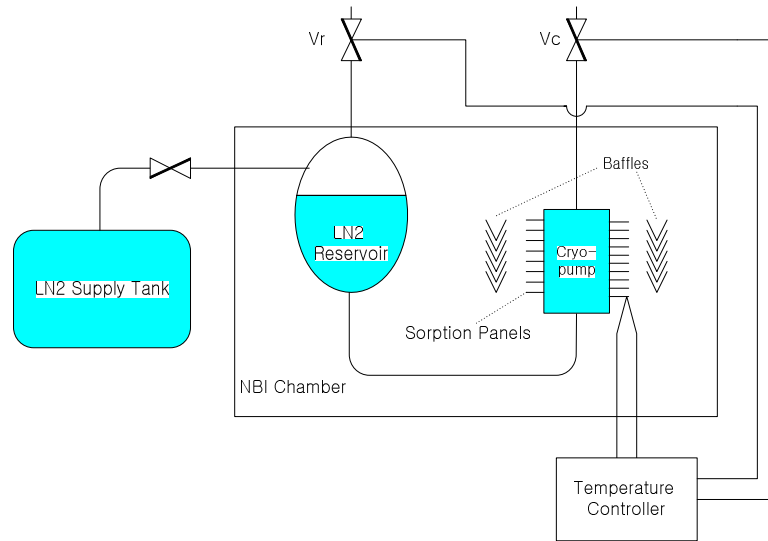 Vr
Vc
Baffles
LN2
Reservoir
Cryo-
pump
LN2 Supply Tank
Sorption Panels
NBI Chamber
Temperature
Controller